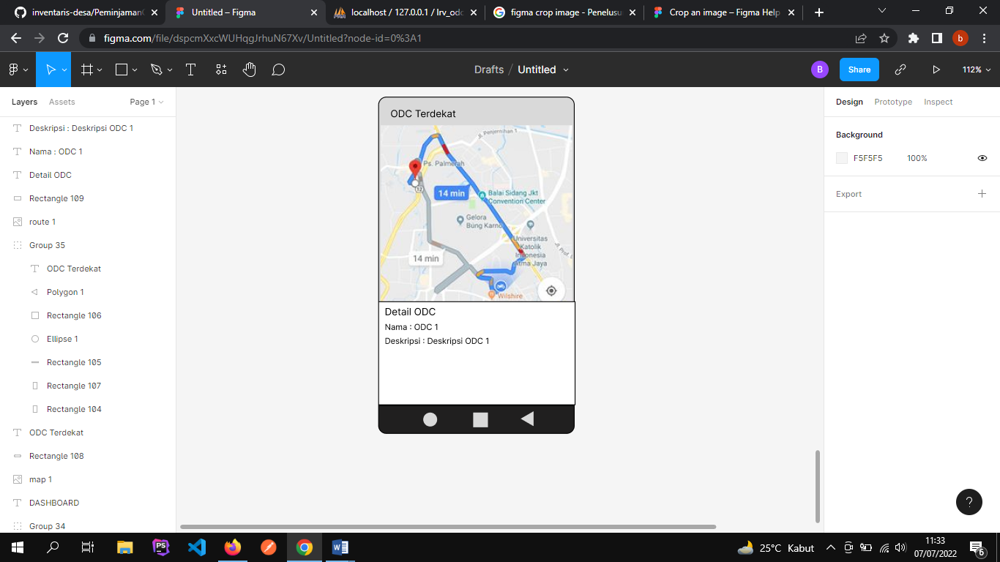 inventaris-desa/Peminjaman
Untitled – Figma
localhost / 127.0.0.1 / lrv_odc
figma crop image - Penelusu
Crop an image – Figma Help
figma.com/file/dspcmXxcWUHqgJrhuN67Xv/Untitled?node-id=0%3A1
b
Drafts / Untitled
B
Share
112%
Layers
Assets
Page 1
Deskripsi : Deskripsi ODC 1
Nama : ODC 1
Detail ODC
Rectangle 109
route 1
Group 35
ODC Terdekat
Polygon 1
Rectangle 106
Ellipse 1
Rectangle 105
Rectangle 107
Rectangle 104
ODC Terdekat
Rectangle 108
map 1
DASHBOARD
Group 34
ODC Terdekat
Jl. Penjernihan 1
Ps. Palmerah
14 min
Balai Sidang Jkt
Convention Center
Gelora
Bung Karno
Universitas
Katolik
Indonesia
Atma Jaya
Jl. Prof.
14 min
Wilshire
Detail ODC
Nama : ODC 1
Deskripsi : Deskripsi ODC 1
Design
Prototype
Inspect
Background
F5F5F5
100%
Export
?
PS
W
25°C Kabut
11:33
07/07/2022
6